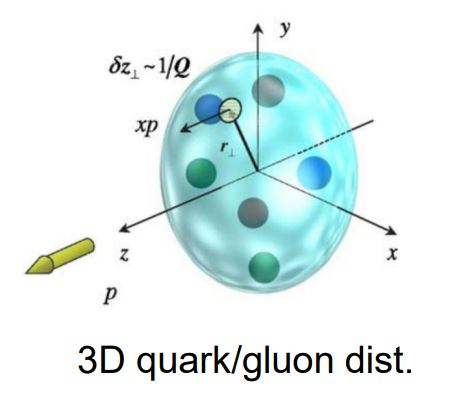 y
δz⊥~1/Q
xp
r⊥
z
x
p
3D quark/gluon dist.